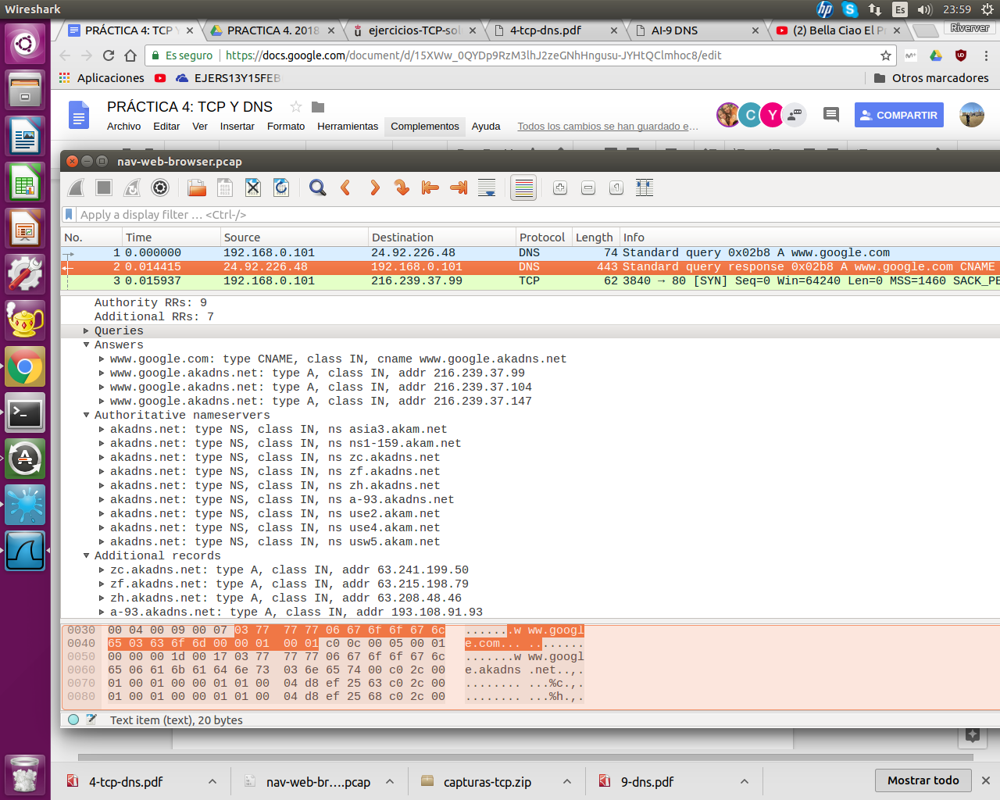 Wireshark
Es
23:59
PRÁCTICA 4: TCP Y
PRACTICA 4. 2018
ejercicios-TCP-sol
4-tcp-dns.pdf
AI-9 DNS
(2) Bella Ciao El Pr
Riverver
Es seguro
https://docs.google.com/document/d/15XWw_0QYDp9RzM3lhJ2zeGNhHngusu-JYHtQClmhoc8/edit
Aplicaciones
EJERS13Y15FEB
Otros marcadores
PRÁCTICA 4: TCP Y DNS
Archivo Editar Ver Insertar Formato Herramientas Complementos Ayuda Todos los cambios se han guardado e…
C
Y
COMPARTIR
nav-web-browser.pcap
Apply a display filter … <Ctrl-/>
No. Time Source Destination Protocol Length Info
1 0.000000 192.168.0.101 24.92.226.48 DNS 74 Standard query 0x02b8 A www.google.com
2 0.014415 24.92.226.48 192.168.0.101 DNS 443 Standard query response 0x02b8 A www.google.com CNAME
3 0.015937 192.168.0.101 216.239.37.99 TCP 62 3840 → 80 [SYN] Seq=0 Win=64240 Len=0 MSS=1460 SACK_PE
Authority RRs: 9
Additional RRs: 7
Queries
Answers
www.google.com: type CNAME, class IN, cname www.google.akadns.net
www.google.akadns.net: type A, class IN, addr 216.239.37.99
www.google.akadns.net: type A, class IN, addr 216.239.37.104
www.google.akadns.net: type A, class IN, addr 216.239.37.147
Authoritative nameservers
akadns.net: type NS, class IN, ns asia3.akam.net
akadns.net: type NS, class IN, ns ns1-159.akam.net
akadns.net: type NS, class IN, ns zc.akadns.net
akadns.net: type NS, class IN, ns zf.akadns.net
akadns.net: type NS, class IN, ns zh.akadns.net
akadns.net: type NS, class IN, ns a-93.akadns.net
akadns.net: type NS, class IN, ns use2.akam.net
akadns.net: type NS, class IN, ns use4.akam.net
akadns.net: type NS, class IN, ns usw5.akam.net
Additional records
zc.akadns.net: type A, class IN, addr 63.241.199.50
zf.akadns.net: type A, class IN, addr 63.215.198.79
zh.akadns.net: type A, class IN, addr 63.208.48.46
a-93.akadns.net: type A, class IN, addr 193.108.91.93
0030 00 04 00 09 00 07 03 77 77 77 06 67 6f 6f 67 6c .......w ww.googl
0040 65 03 63 6f 6d 00 00 01 00 01 c0 0c 00 05 00 01 e.com... ........
0050 00 00 00 1d 00 17 03 77 77 77 06 67 6f 6f 67 6c .......w ww.googl
0060 65 06 61 6b 61 64 6e 73 03 6e 65 74 00 c0 2c 00 e.akadns .net..,.
0070 01 00 01 00 00 01 01 00 04 d8 ef 25 63 c0 2c 00 ........ ...%c.,.
0080 01 00 01 00 00 01 01 00 04 d8 ef 25 68 c0 2c 00 ........ ...%h.,.
Text item (text), 20 bytes
4-tcp-dns.pdf
nav-web-br….pcap
capturas-tcp.zip
9-dns.pdf
Mostrar todo